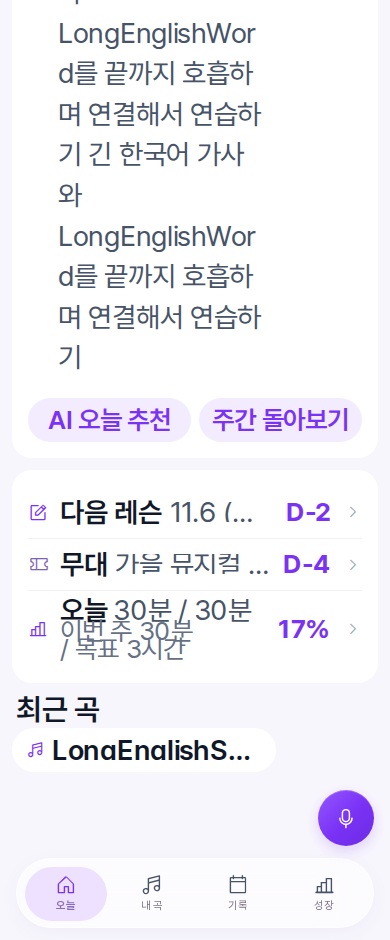 LongEnglishWor
d를 끝까지 호흡하
며 연결해서 연습하
기 긴 한국어 가사
와
LongEnglishWor
d를 끝까지 호흡하
며 연결해서 연습하
기
AI 오늘 추천 주간 돌아보기
다음 레슨 11.6 (... D-2
무대 가을 뮤지컬 ... D-4
오늘 30분 / 30분
이번 주 30분
/ 목표 3시간
17%
최근 곡
LongEnglishS...
오늘 내 곡 기록 성장